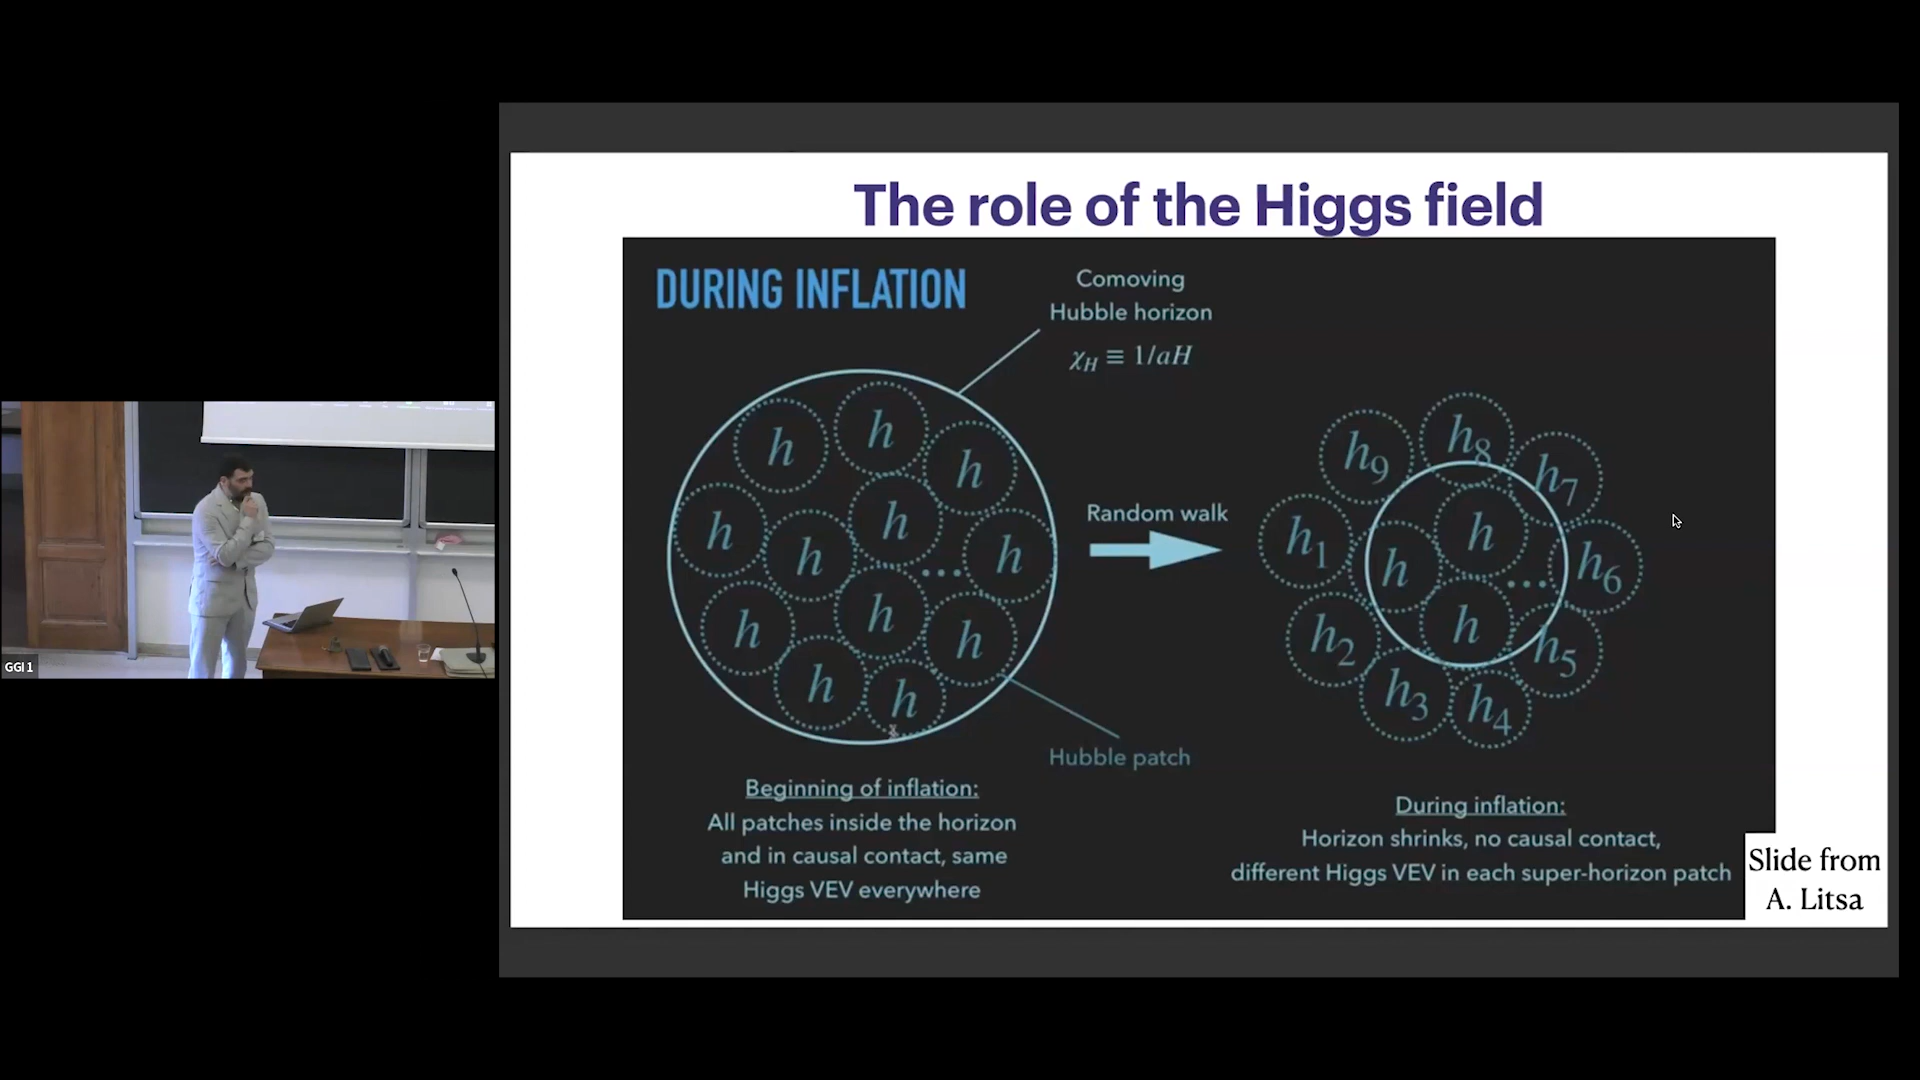 The role of the Higgs field
DURING INFLATION
Comoving
Hubble horizon
χH ≡ 1/aH
h
h
h
h
h
h
h
...
h
h
h
h
h
h
Random walk
h9
h8
h7
h1
h
h
...
h6
h2
h
h5
h3
h4
Hubble patch
Beginning of inflation:
All patches inside the horizon
and in causal contact, same
Higgs VEV everywhere
During inflation:
Horizon shrinks, no causal contact,
different Higgs VEV in each super-horizon patch
Slide from
A. Litsa
GGI 1